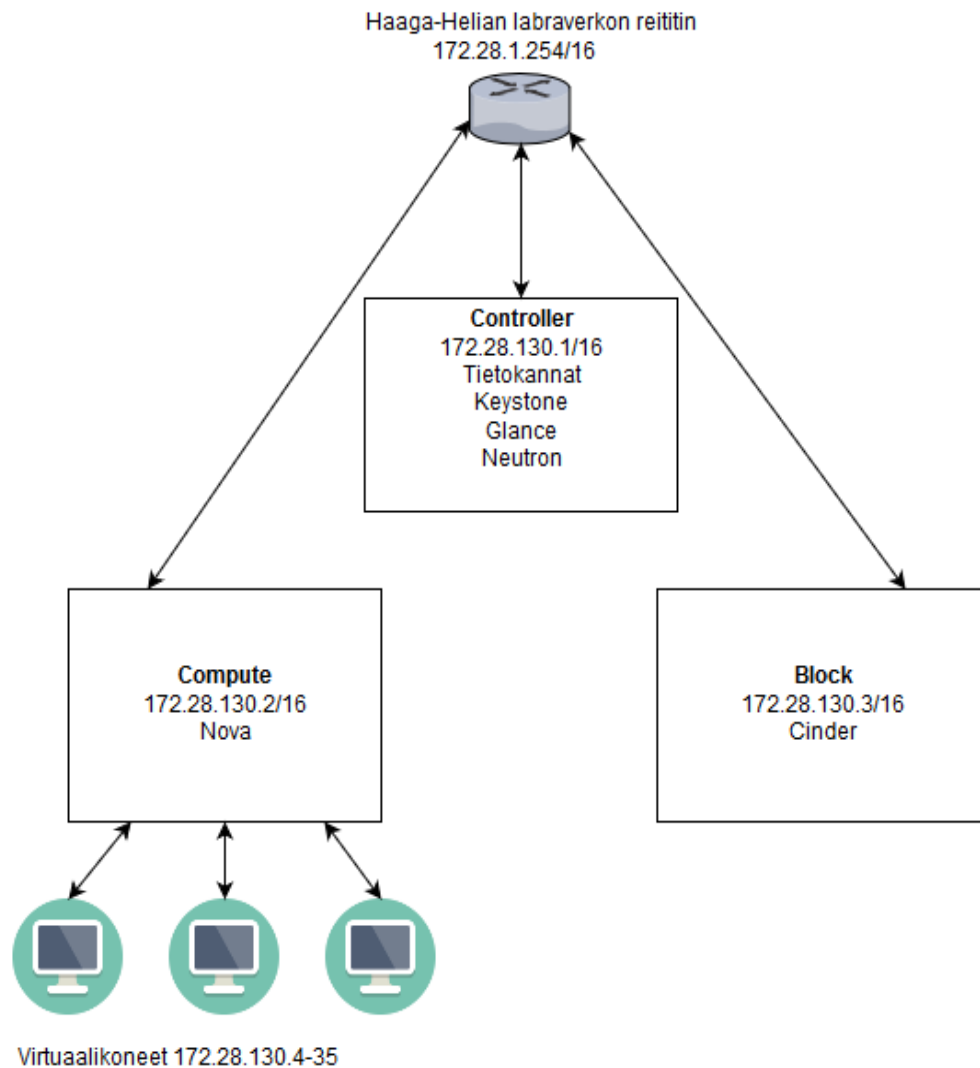 Haaga-Helian labraverkon reititin
172.28.1.254/16
Controller
172.28.130.1/16
Tietokannat
Keystone
Glance
Neutron
Compute
172.28.130.2/16
Nova
Block
172.28.130.3/16
Cinder
Virtuaalikoneet 172.28.130.4-35